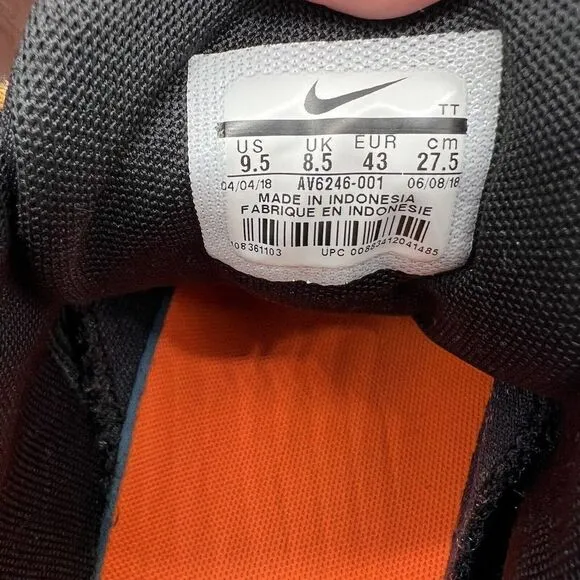 TT
US UK EUR cm
9.5 8.5 43 27.5
04/04/18 AV6246-001 06/08/18
MADE IN INDONESIA
FABRIQUE EN INDONESIE
108361103 UPC 00883412041485